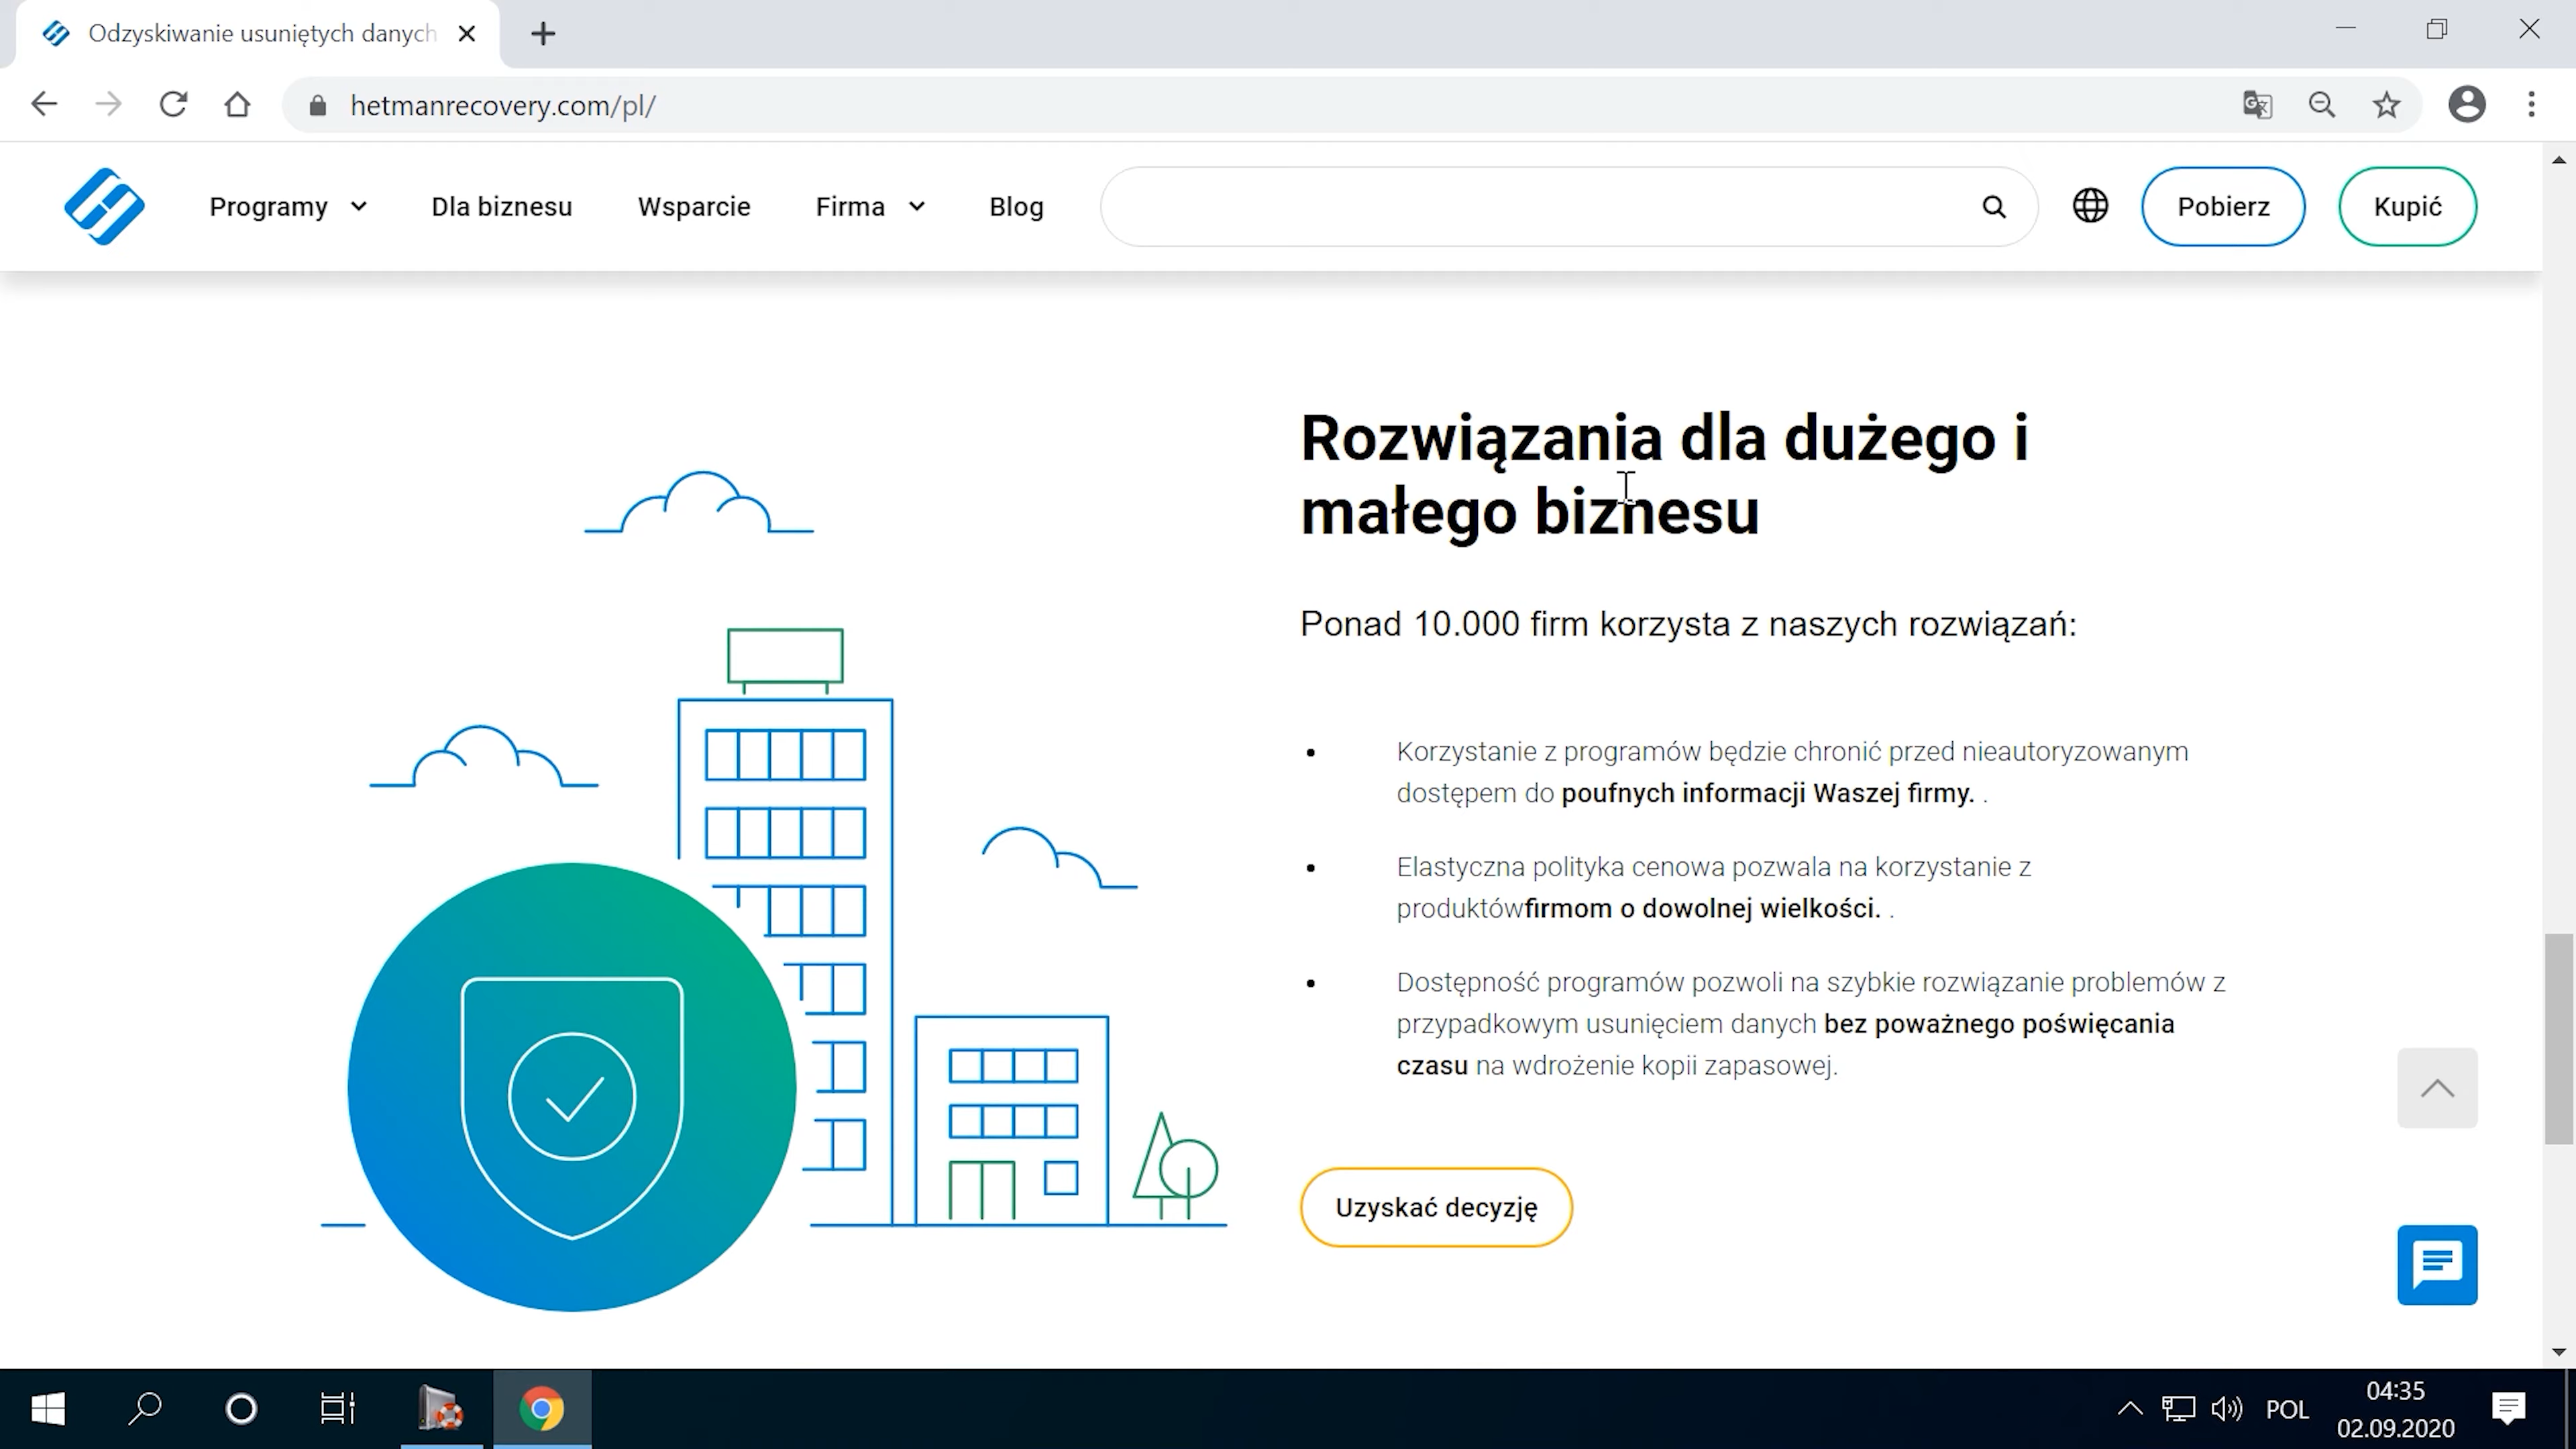 Odzyskiwanie usuniętych danych
hetmanrecovery.com/pl/
Programy
Dla biznesu
Wsparcie
Firma
Blog
Pobierz
Kupić
Rozwiązania dla dużego i
małego biznesu
Ponad 10.000 firm korzysta z naszych rozwiązań:
Korzystanie z programów będzie chronić przed nieautoryzowanym
dostępem do poufnych informacji Waszej firmy. .
Elastyczna polityka cenowa pozwala na korzystanie z
produktówfirmom o dowolnej wielkości. .
Dostępność programów pozwoli na szybkie rozwiązanie problemów z
przypadkowym usunięciem danych bez poważnego poświęcania
czasu na wdrożenie kopii zapasowej.
Uzyskać decyzję
POL
04:35
02.09.2020